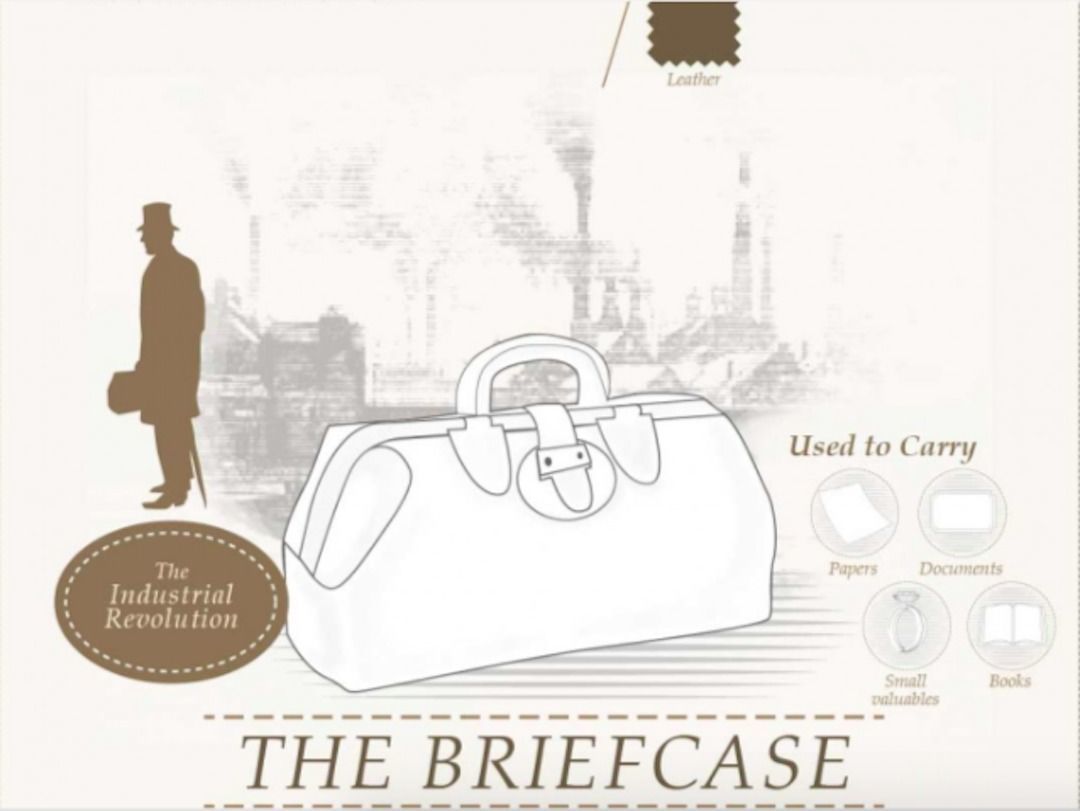 Leather
Used to Carry
Papers
Documents
The
Industrial
Revolution
Small
valuables
Books
THE BRIEFCASE